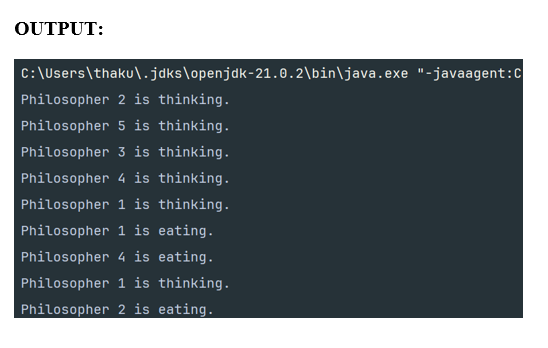 OUTPUT:
C:\Users\thaku\.jdks\openjdk-21.0.2\bin\java.exe "-javaagent:C
Philosopher 2 is thinking.
Philosopher 5 is thinking.
Philosopher 3 is thinking.
Philosopher 4 is thinking.
Philosopher 1 is thinking.
Philosopher 1 is eating.
Philosopher 4 is eating.
Philosopher 1 is thinking.
Philosopher 2 is eating.